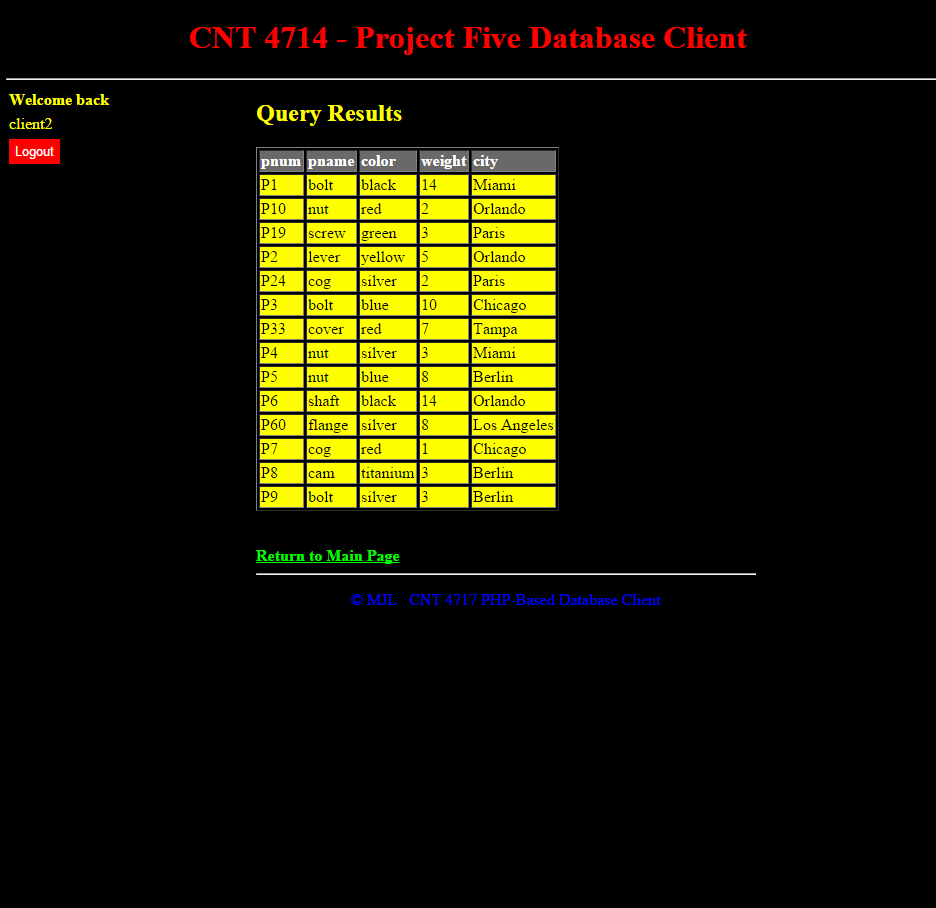 CNT 4714 - Project Five Database Client
Welcome back
client2
Logout
Query Results
pnum pname color weight city
P1 bolt black 14 Miami
P10 nut red 2 Orlando
P19 screw green 3 Paris
P2 lever yellow 5 Orlando
P24 cog silver 2 Paris
P3 bolt blue 10 Chicago
P33 cover red 7 Tampa
P4 nut silver 3 Miami
P5 nut blue 8 Berlin
P6 shaft black 14 Orlando
P60 flange silver 8 Los Angeles
P7 cog red 1 Chicago
P8 cam titanium 3 Berlin
P9 bolt silver 3 Berlin
Return to Main Page
© MJL CNT 4717 PHP-Based Database Client